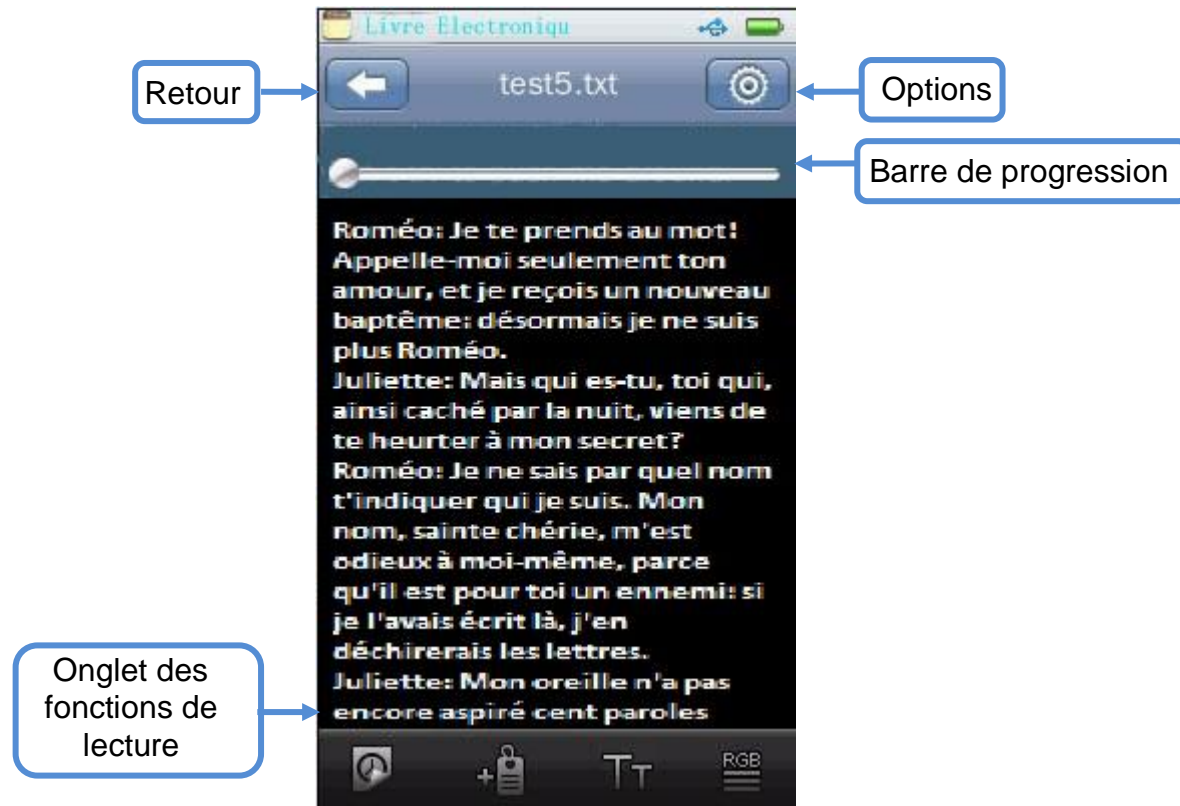 Livre Electroniqu
Retour
test5.txt
Options
Barre de progression
Roméo: Je te prends au mot!
Appelle-moi seulement ton
amour, et je reçois un nouveau
baptême: désormais je ne suis
plus Roméo.
Juliette: Mais qui es-tu, toi qui,
ainsi caché par la nuit, viens de
te heurter à mon secret?
Roméo: Je ne sais par quel nom
t'indiquer qui je suis. Mon
nom, sainte chérie, m'est
odieux à moi-même, parce
qu'il est pour toi un ennemi: si
je l'avais écrit là, j'en
déchirerais les lettres.
Juliette: Mon oreille n'a pas
encore aspiré cent paroles
Onglet des
fonctions de
lecture
TT
RGB